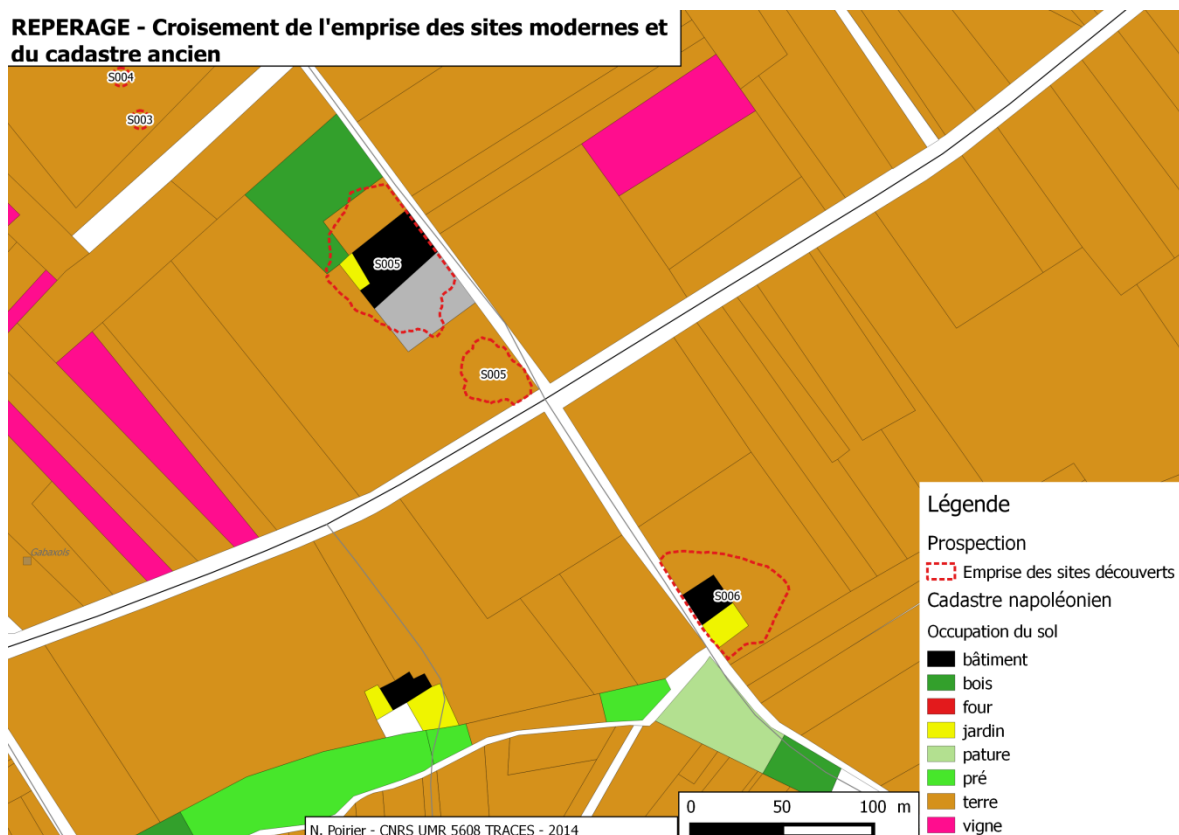 REPERAGE - Croisement de l'emprise des sites modernes et
du cadastre ancien
S004
S003
S005
S005
Gabaxols
S006
Légende
Prospection
Emprise des sites découverts
Cadastre napoléonien
Occupation du sol
bâtiment
bois
four
jardin
pature
pré
terre
vigne
0 50 100 m
N. Poirier - CNRS UMR 5608 TRACES - 2014